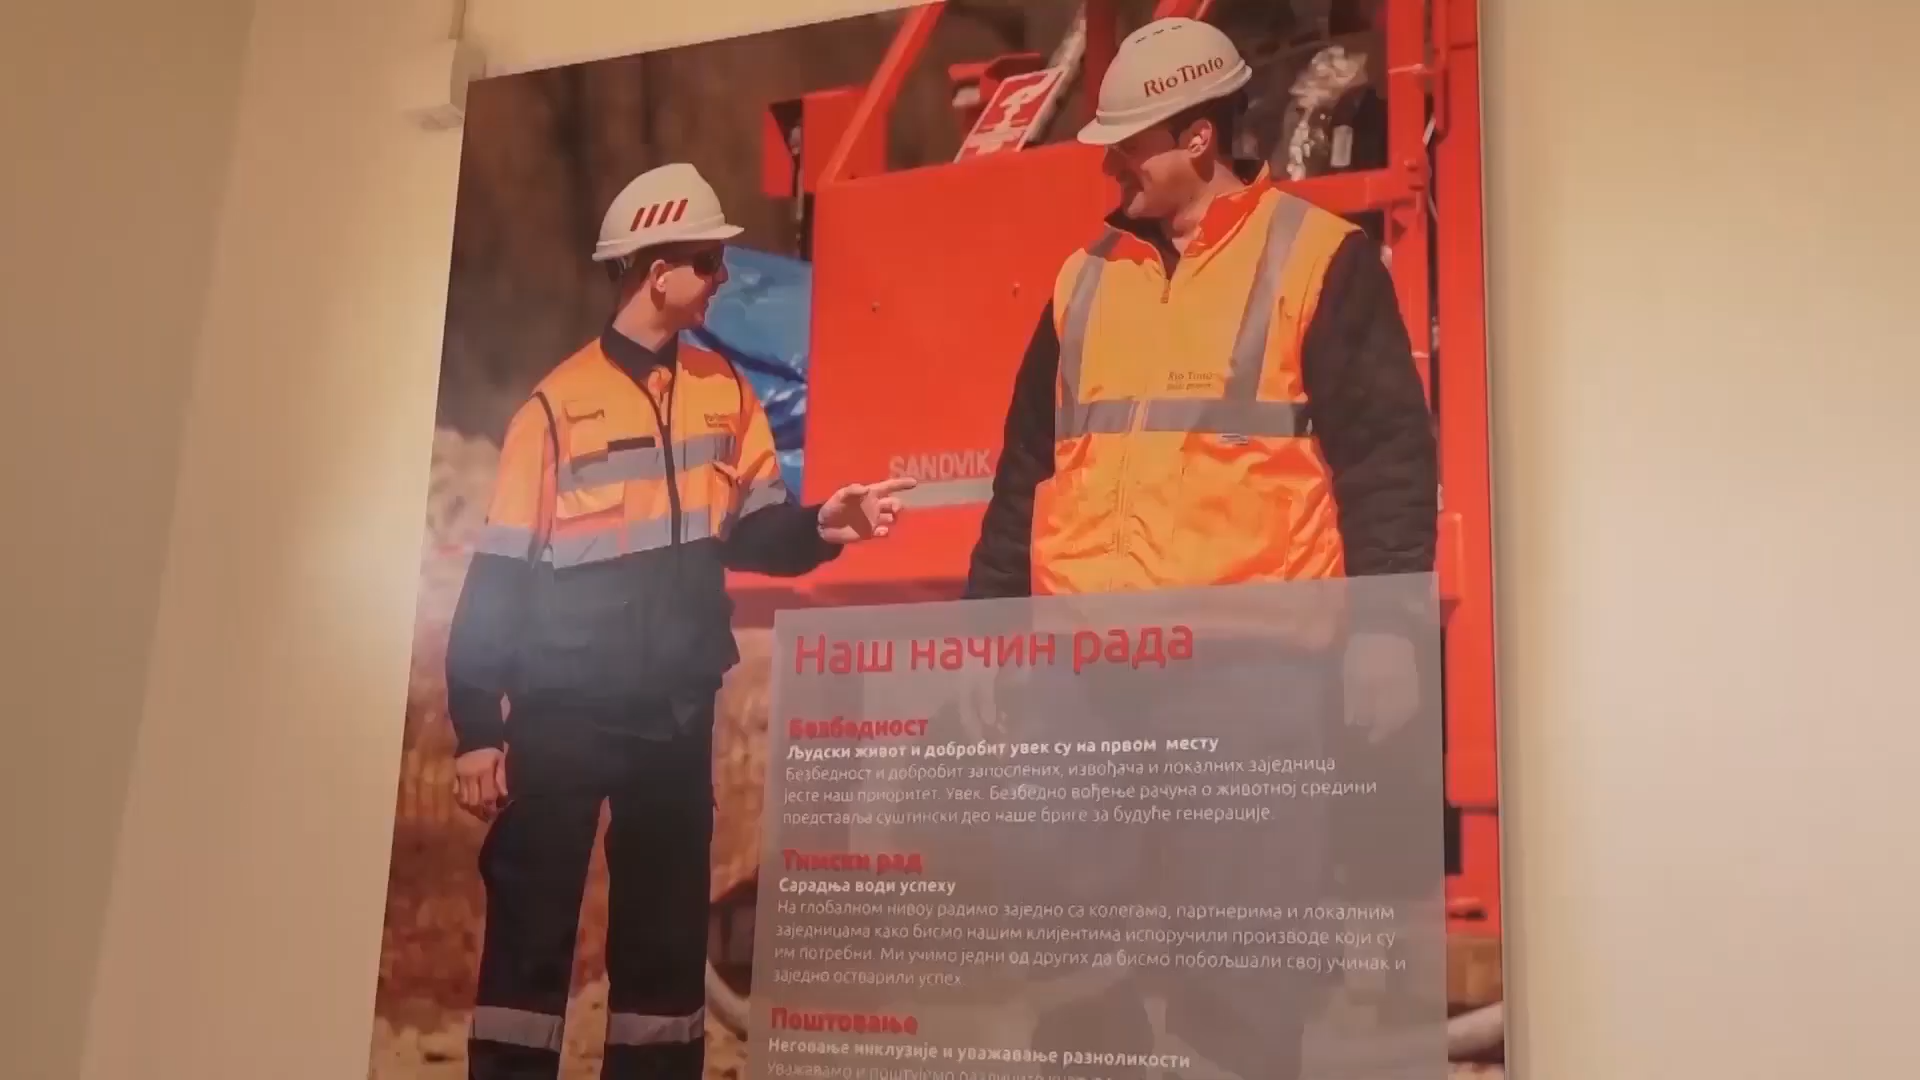 Rio Tinto
Rio Tinto
SANDVIK
Наш начин рада
Безбедност
Људски живот и добробит увек су на првом месту
Безбедност и добробит запослених, извођача и локалних заједница
јесте наш приоритет. Увек. Безбедно вођење рачуна о животној средини
представља суштински део наше бриге за будуће генерације.
Тимски рад
Сарадња води успеху
На глобалном нивоу радимо заједно са колегама, партнерима и локалним
заједницама како бисмо нашим клијентима испоручили производе који су
им потребни. Ми учимо једни од других да бисмо побољшали свој учинак и
заједно остварили успех.
Поштовање
Неговање инклузије и уважавање разноликости
Уважавамо и поштујемо